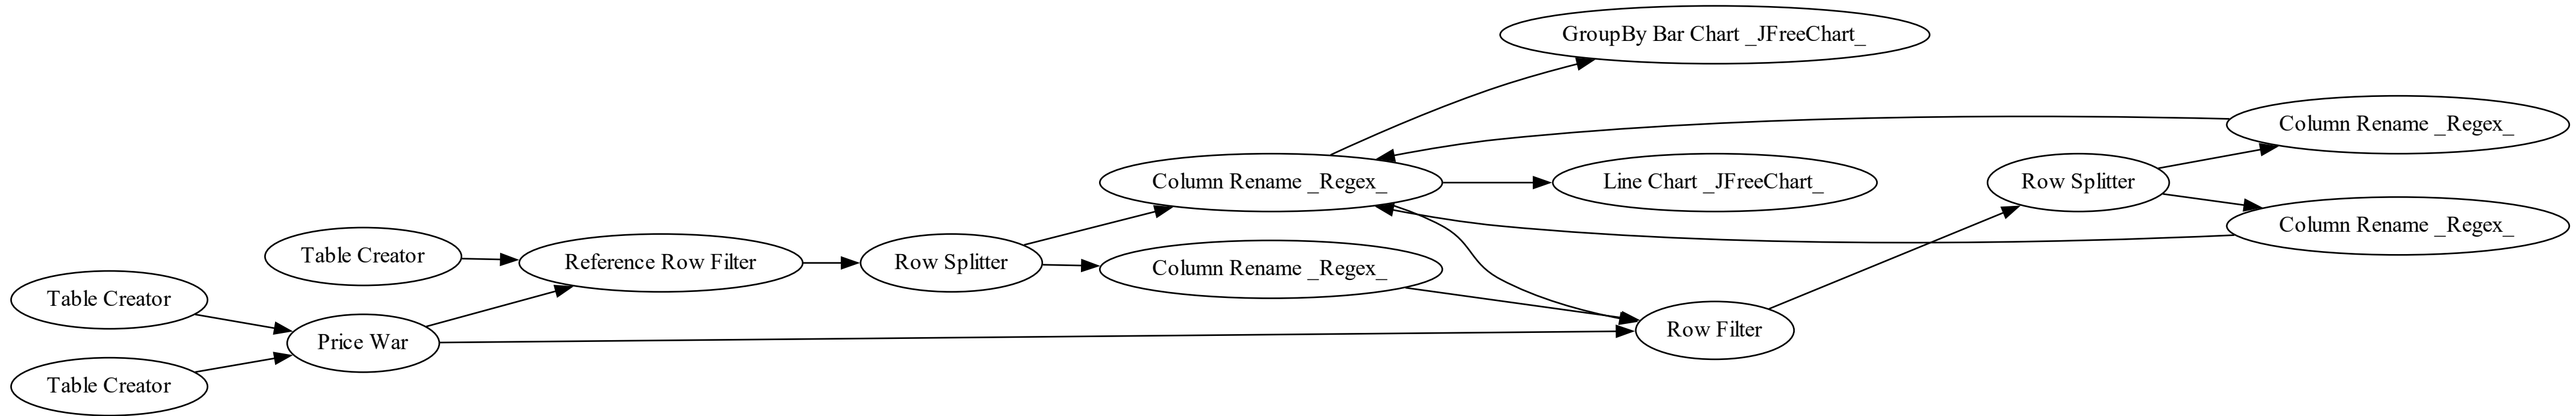 GroupBy Bar Chart _JFreeChart_
Column Rename _Regex_
Column Rename _Regex_
Line Chart _JFreeChart_
Row Splitter
Column Rename _Regex_
Table Creator
Reference Row Filter
Row Splitter
Column Rename _Regex_
Table Creator
Price War
Row Filter
Table Creator